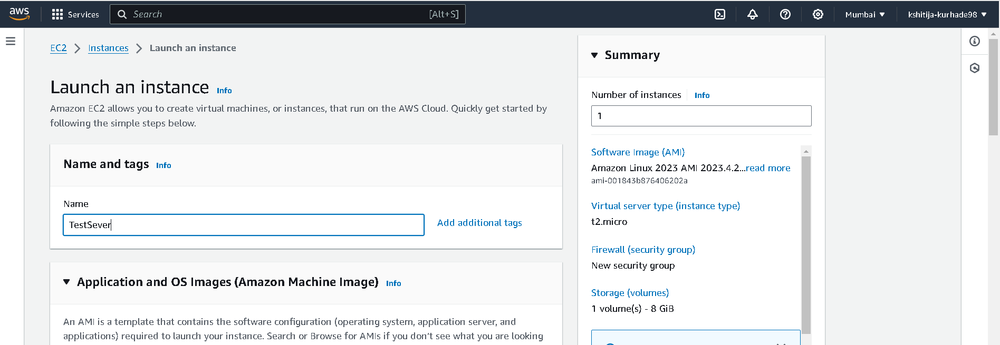 aws
Services
Search
[Alt+S]
Mumbai
kshitija-kurhade98
EC2
Instances
Launch an instance
Launch an instance Info
Amazon EC2 allows you to create virtual machines, or instances, that run on the AWS Cloud. Quickly get started by
following the simple steps below.
Name and tags Info
Name
TestSever
Add additional tags
Application and OS Images (Amazon Machine Image) Info
An AMI is a template that contains the software configuration (operating system, application server, and
applications) required to launch your instance. Search or Browse for AMIs if you don't see what you are looking
Summary
Number of instances Info
1
Software Image (AMI)
Amazon Linux 2023 AMI 2023.4.2...read more
ami-001843b876406202a
Virtual server type (instance type)
t2.micro
Firewall (security group)
New security group
Storage (volumes)
1 volume(s) - 8 GiB